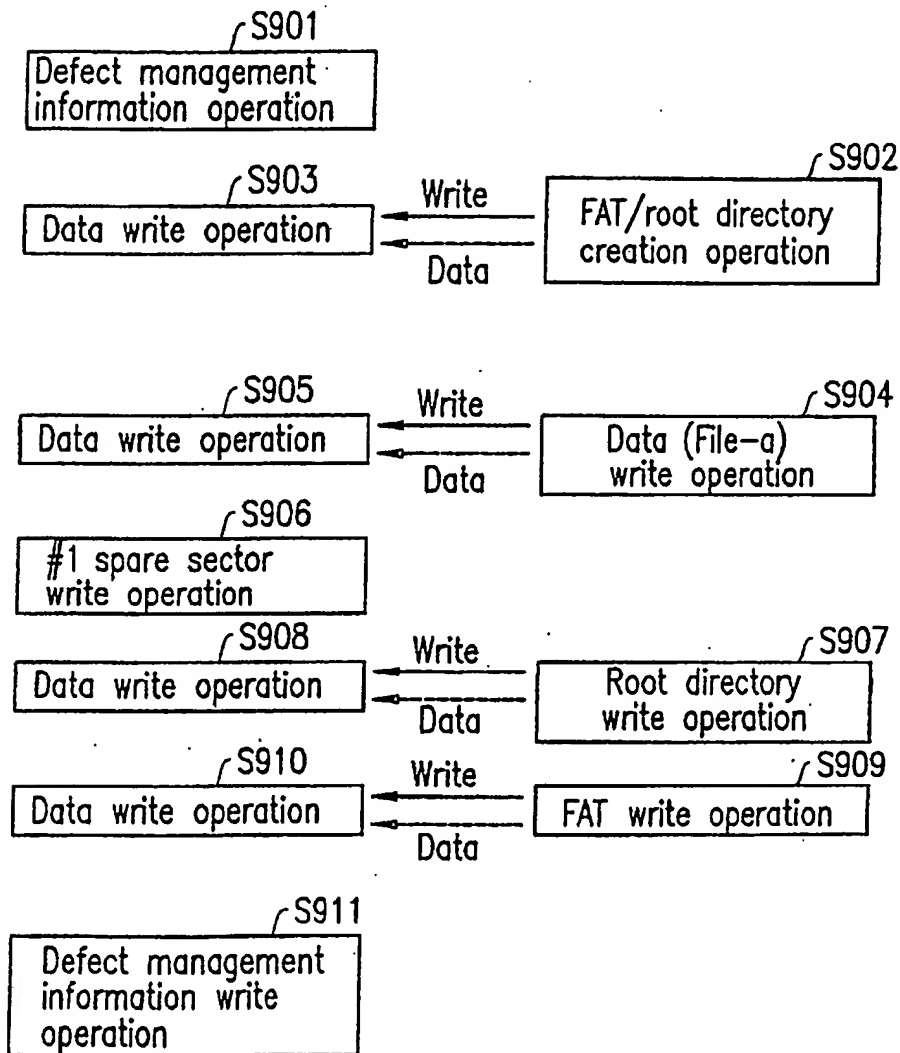 S901
Defect management
information operation
S902
S903
Write
Data write operation
FAT/root directory
creation operation
Data
S905
S904
Write
Data write operation
Data (File-a)
write operation
Data
S906
#1 spare sector
write operation
S908
S907
Write
Data write operation
Root directory
write operation
Data
S910
S909
Write
Data write operation
FAT write operation
Data
S911
Defect management
information write
operation